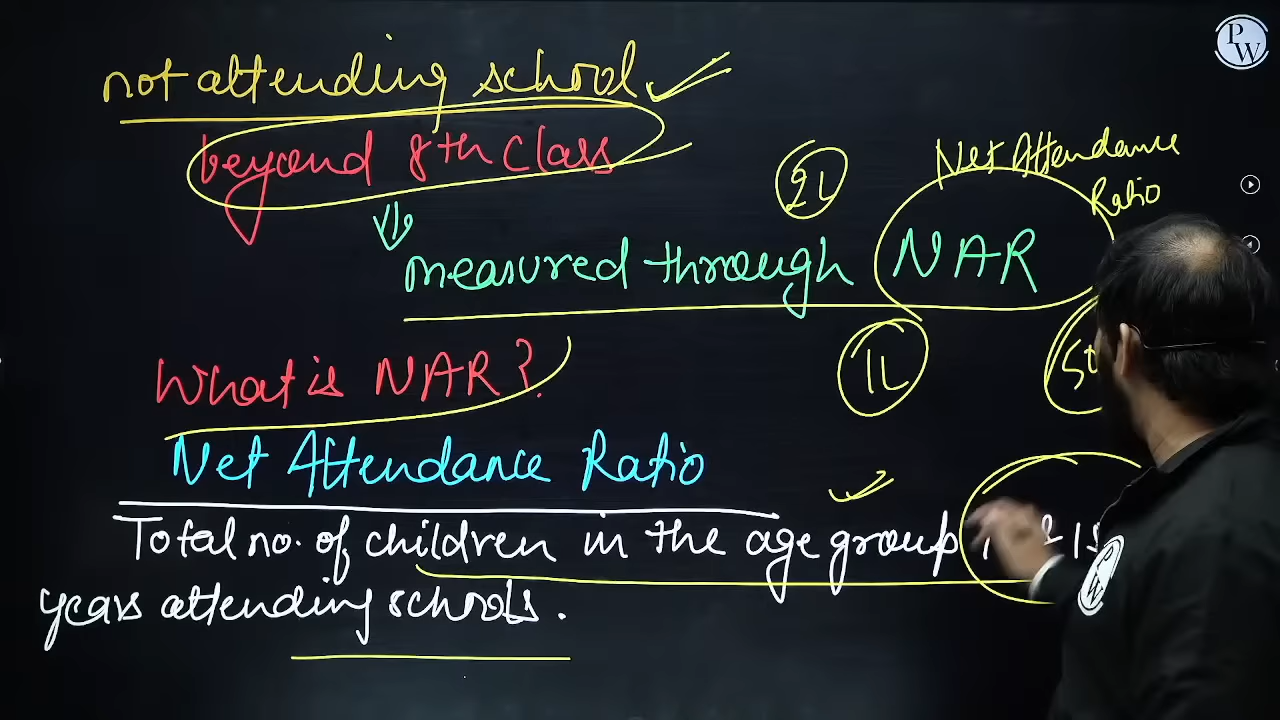 PW
not attending school
beyond 8th class
Net Attendance
Ratio
2L
measured through NAR
1L
What is NAR?
Net Attendance Ratio
Total no. of children in the age group
years attending schools.